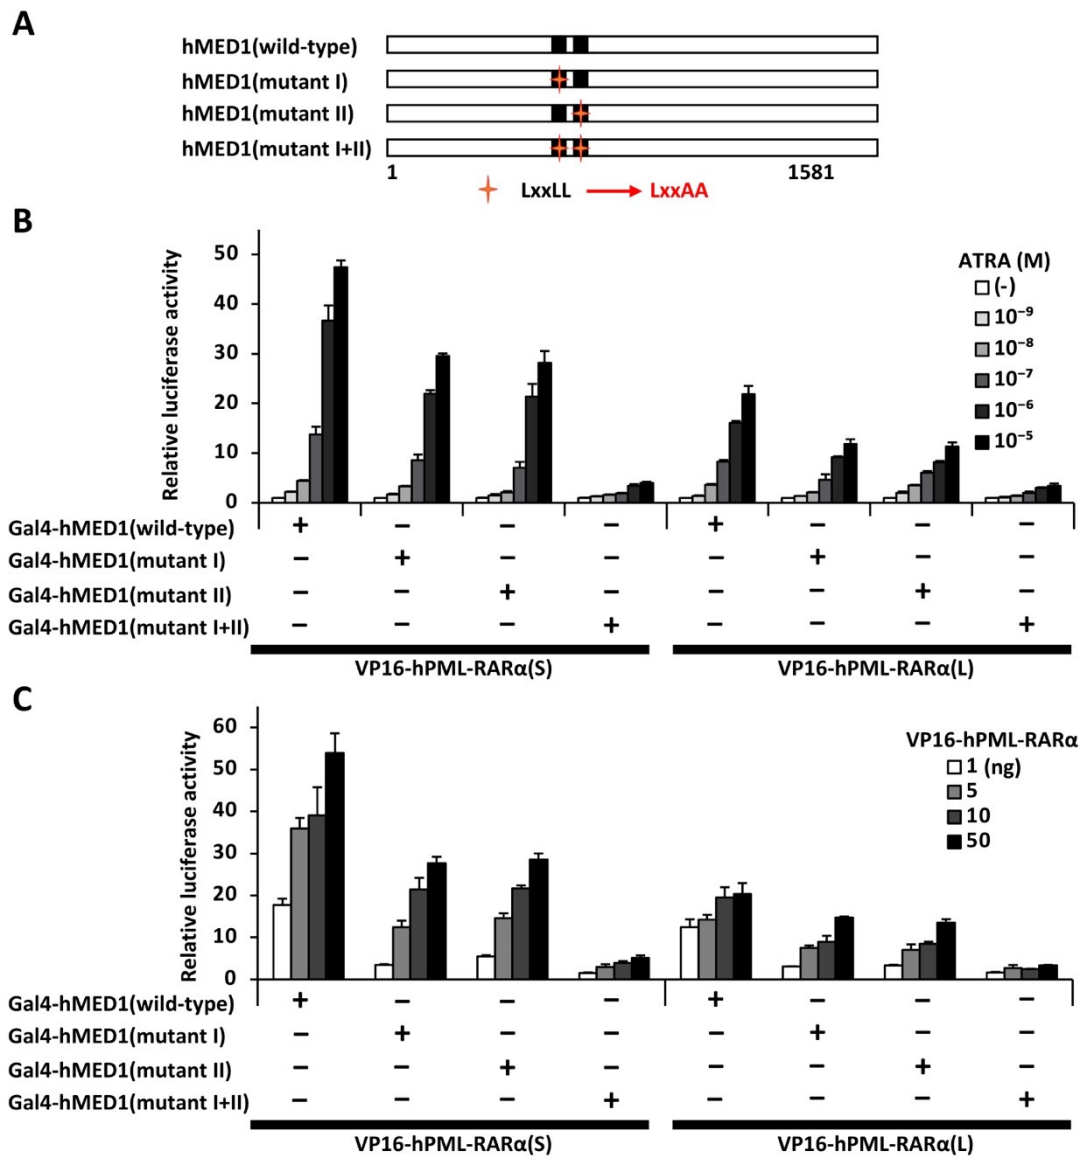 A
hMED1(wild-type)
hMED1(mutant I)
hMED1(mutant II)
hMED1(mutant I+II)
1 1581
LxxLL LxxAA
B
Relative luciferase activity
50
40
30
20
10
0
ATRA (M)
(-)
10⁻⁹
10⁻⁸
10⁻⁷
10⁻⁶
10⁻⁵
Gal4-hMED1(wild-type) + − − − + − − −
Gal4-hMED1(mutant I) − + − − − + − −
Gal4-hMED1(mutant II) − − + − − − + −
Gal4-hMED1(mutant I+II) − − − + − − − +
VP16-hPML-RARα(S) VP16-hPML-RARα(L)
C
Relative luciferase activity
60
50
40
30
20
10
0
VP16-hPML-RARα
1 (ng)
5
10
50
Gal4-hMED1(wild-type) + − − − + − − −
Gal4-hMED1(mutant I) − + − − − + − −
Gal4-hMED1(mutant II) − − + − − − + −
Gal4-hMED1(mutant I+II) − − − + − − − +
VP16-hPML-RARα(S) VP16-hPML-RARα(L)